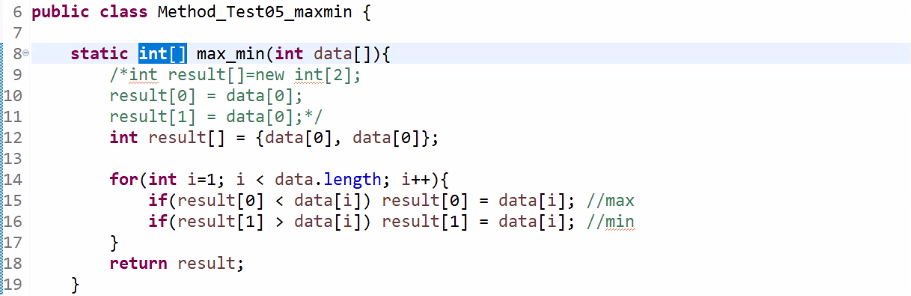 6 public class Method_Test05_maxmin {
7
8 static int[] max_min(int data[]){
9 /*int result[]=new int[2];
10 result[0] = data[0];
11 result[1] = data[0];*/
12 int result[] = {data[0], data[0]};
13
14 for(int i=1; i < data.length; i++){
15 if(result[0] < data[i]) result[0] = data[i]; //max
16 if(result[1] > data[i]) result[1] = data[i]; //min
17 }
18 return result;
19 }